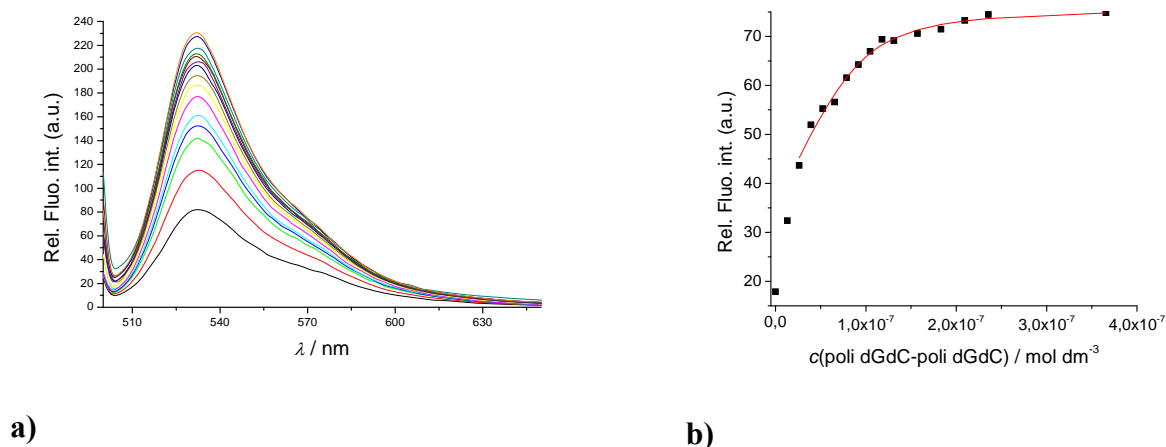 240
220
200
180
160
140
120
100
80
60
40
20
0
Rel. Fluo. int. (a.u.)
510 540 570 600 630
λ / nm
a)
70
60
50
40
30
20
Rel. Fluo. int. (a.u.)
0,0 1,0x10⁻⁷ 2,0x10⁻⁷ 3,0x10⁻⁷ 4,0x10⁻⁷
c(poli dGdC-poli dGdC) / mol dm⁻³
b)